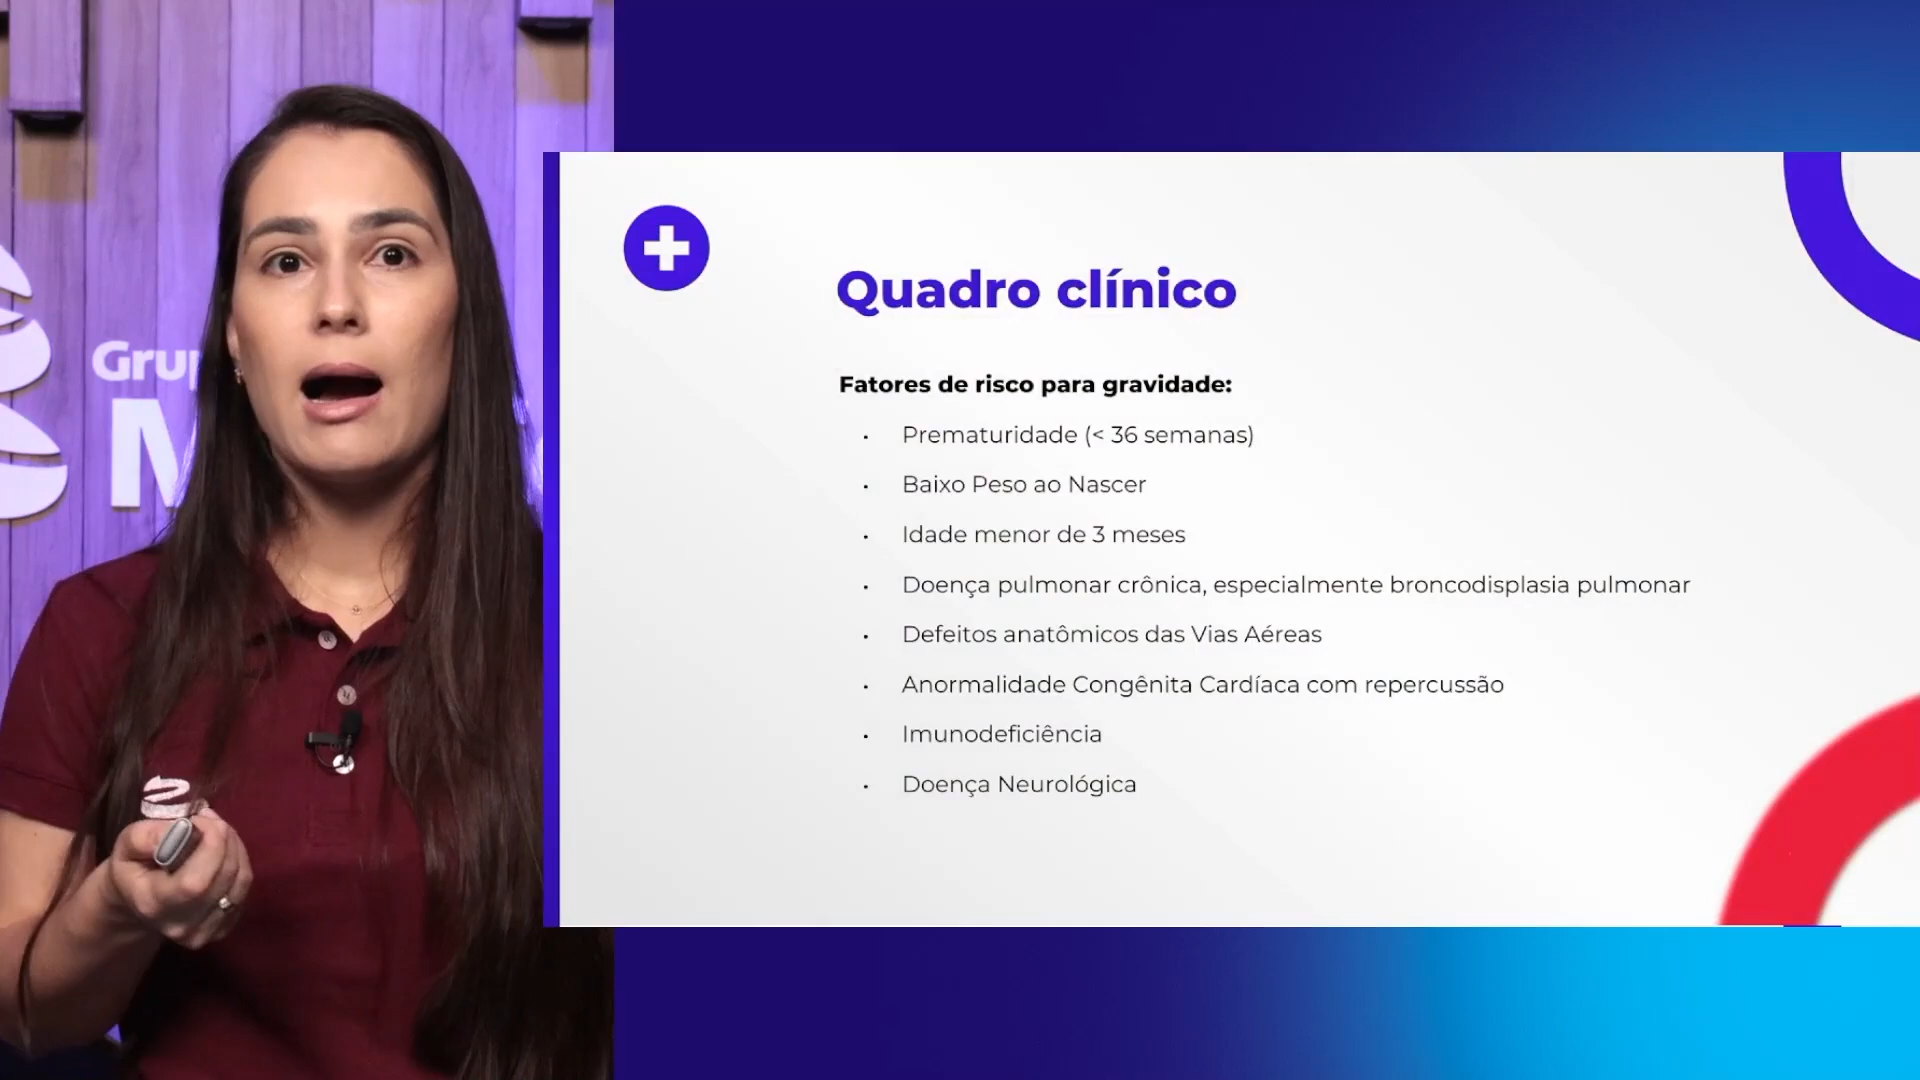 Grup
M
Quadro clínico
Fatores de risco para gravidade:
• Prematuridade (< 36 semanas)
• Baixo Peso ao Nascer
• Idade menor de 3 meses
• Doença pulmonar crônica, especialmente broncodisplasia pulmonar
• Defeitos anatômicos das Vias Aéreas
• Anormalidade Congênita Cardíaca com repercussão
• Imunodeficiência
• Doença Neurológica